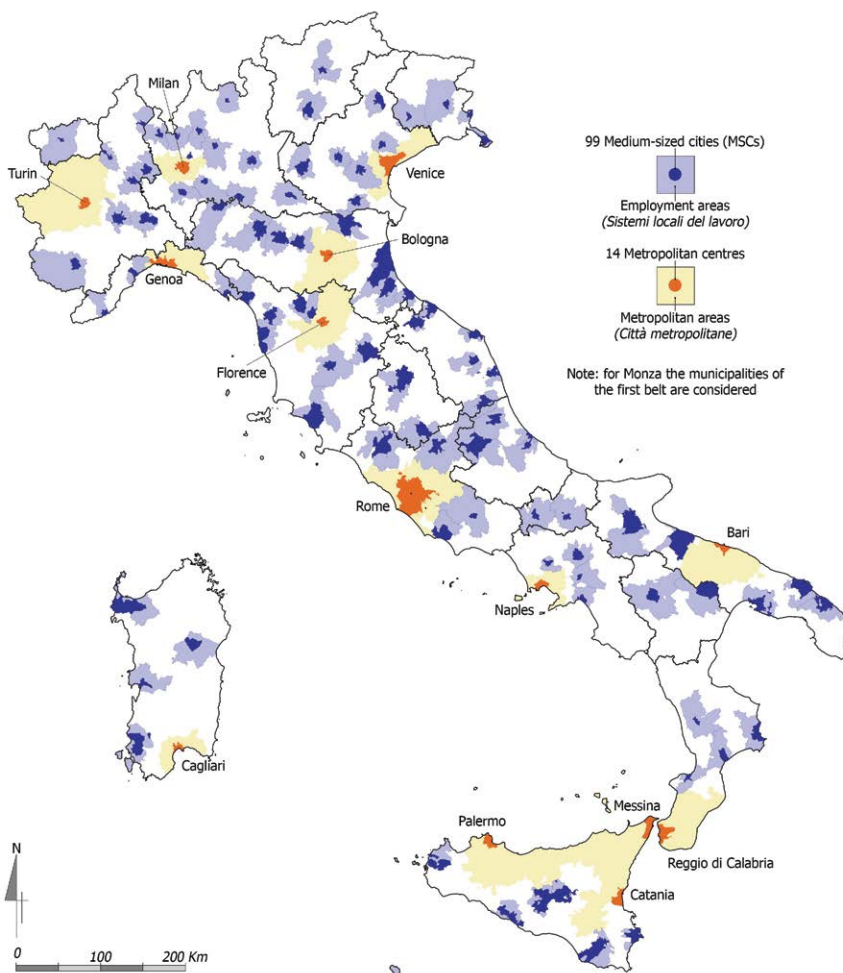 Milan
Turin
Venice
Bologna
Genoa
Florence
Rome
Bari
Naples
Cagliari
Messina
Palermo
Reggio di Calabria
Catania
99 Medium-sized cities (MSCs)
Employment areas
(Sistemi locali del lavoro)
14 Metropolitan centres
Metropolitan areas
(Città metropolitane)
Note: for Monza the municipalities of
the first belt are considered
N
0 100 200 Km